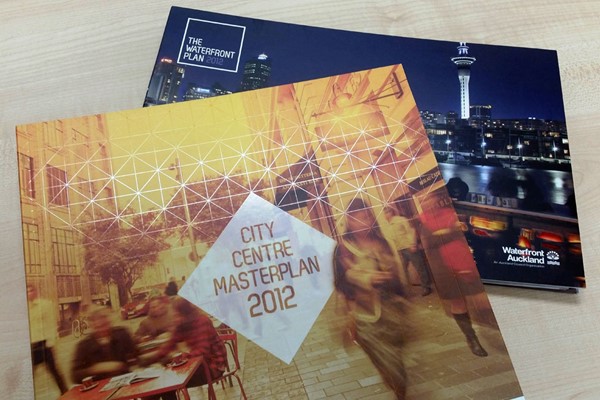 THE
WATERFRONT
PLAN 2012
CITY
CENTRE
MASTERPLAN
2012
Waterfront
Auckland